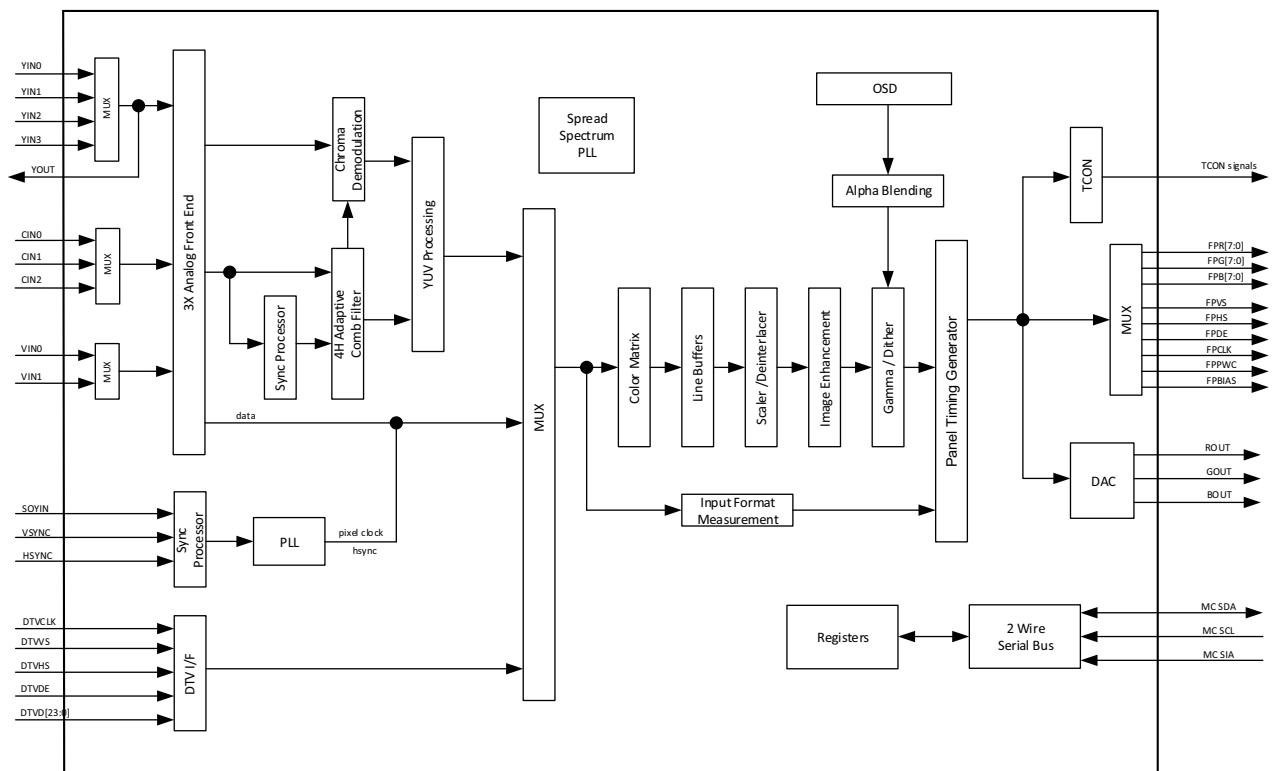 YIN0
YIN1
YIN2
YIN3
MUX
YOUT
CIN0
CIN1
CIN2
MUX
VIN0
VIN1
MUX
3X Analog Front End
Chroma
Demodulation
4H Adaptive
Comb Filter
Sync Processor
YUV Processing
data
SOYIN
VSYNC
HSYNC
Sync
Processor
PLL
pixel clock
hsync
DTVCLK
DTVVS
DTVHS
DTVDE
DTVD[23:0]
DTV I/F
MUX
Spread
Spectrum
PLL
OSD
Alpha Blending
Color Matrix
Line Buffers
Scaler /Deinterlacer
Image Enhancement
Gamma / Dither
Input Format
Measurement
Panel Timing Generator
TCON
TCON signals
MUX
FPR[7:0]
FPG[7:0]
FPB[7:0]
FPVS
FPHS
FPDE
FPCLK
FPPWC
FPBIAS
DAC
ROUT
GOUT
BOUT
Registers
2 Wire
Serial Bus
MC SDA
MC SCL
MC SIA